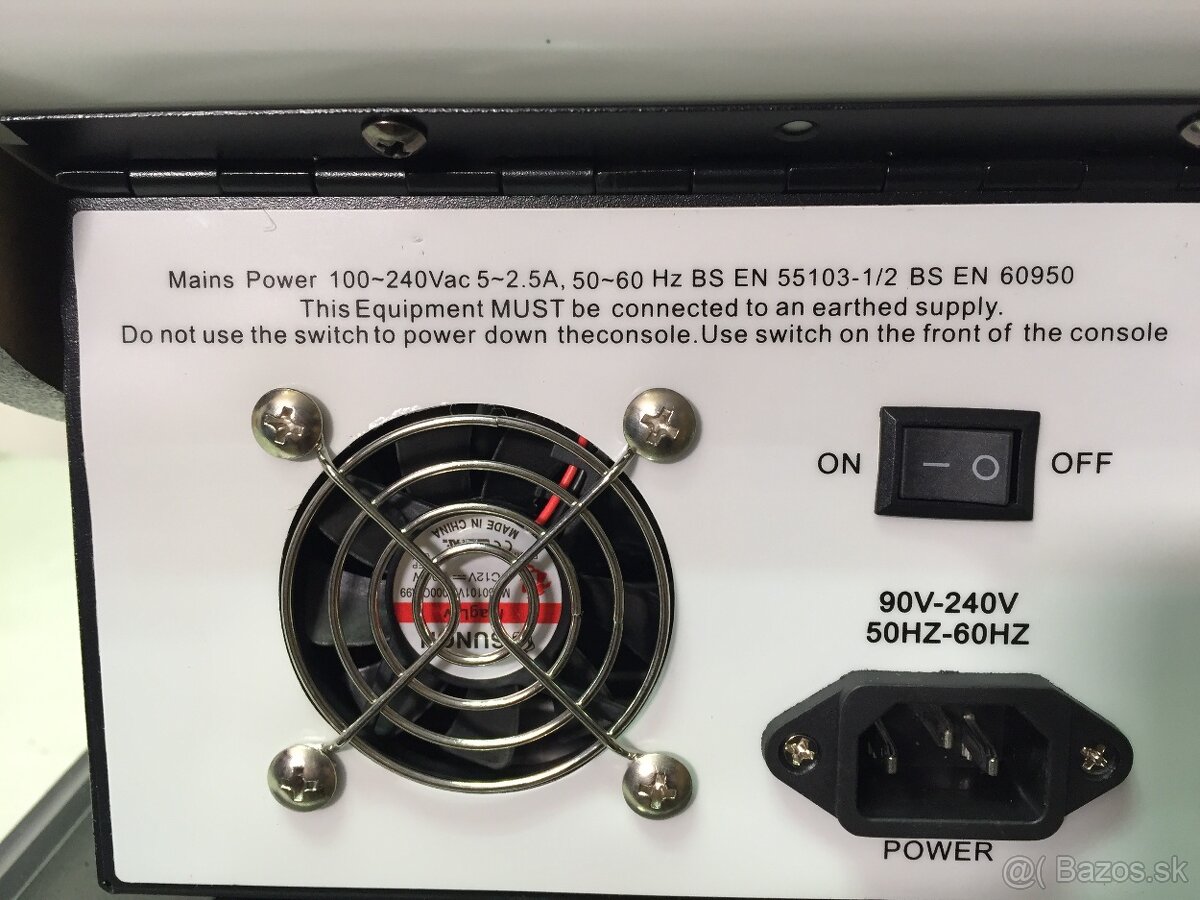 Mains Power 100~240Vac 5~2.5A, 50~60 Hz BS EN 55103-1/2 BS EN 60950
This Equipment MUST be connected to an earthed supply.
Do not use the switch to power down theconsole.Use switch on the front of the console
ON
— O
OFF
MADE IN CHINA
90V-240V
50HZ-60HZ
POWER
@( Bazos.sk